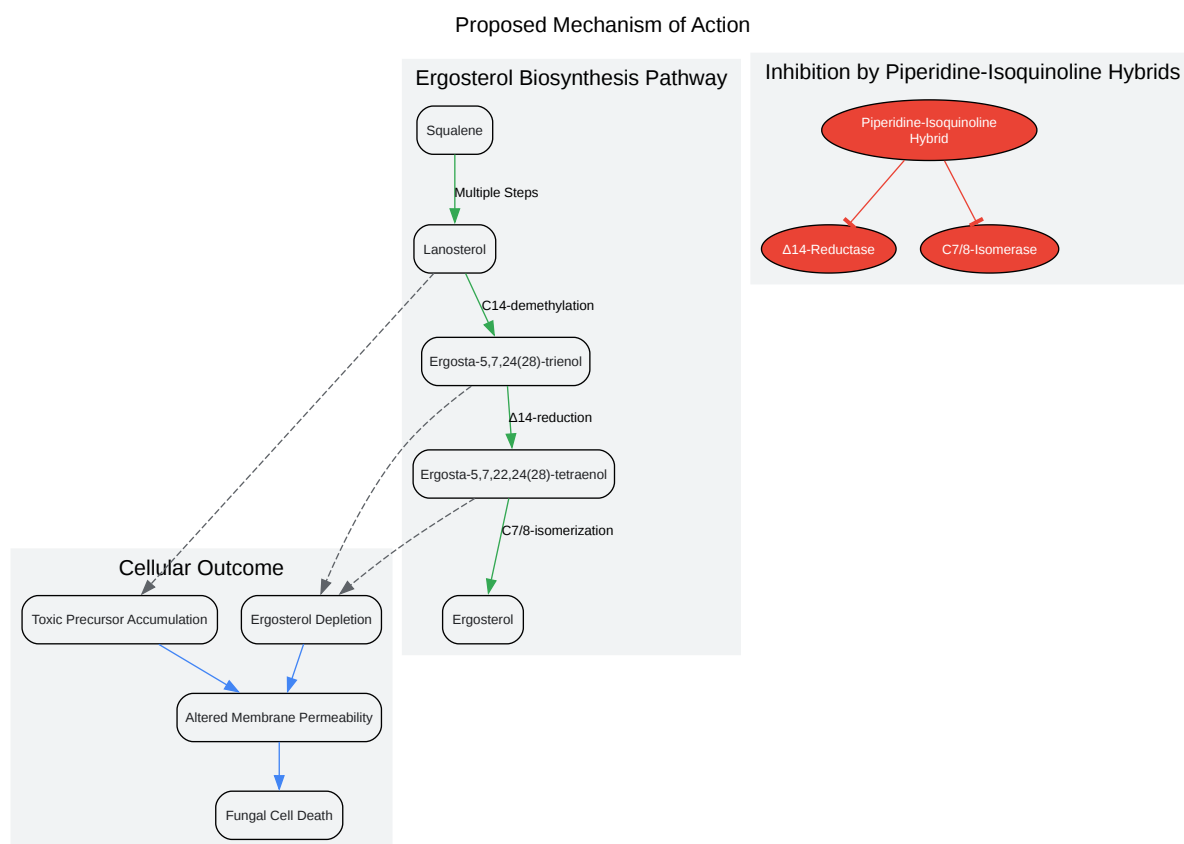 Proposed Mechanism of Action
Ergosterol Biosynthesis Pathway
Squalene
Multiple Steps
Lanosterol
C14-demethylation
Ergosta-5,7,24(28)-trienol
Δ14-reduction
Ergosta-5,7,22,24(28)-tetraenol
C7/8-isomerization
Ergosterol
Inhibition by Piperidine-Isoquinoline Hybrids
Piperidine-Isoquinoline
Hybrid
Δ14-Reductase
C7/8-Isomerase
Cellular Outcome
Toxic Precursor Accumulation
Ergosterol Depletion
Altered Membrane Permeability
Fungal Cell Death